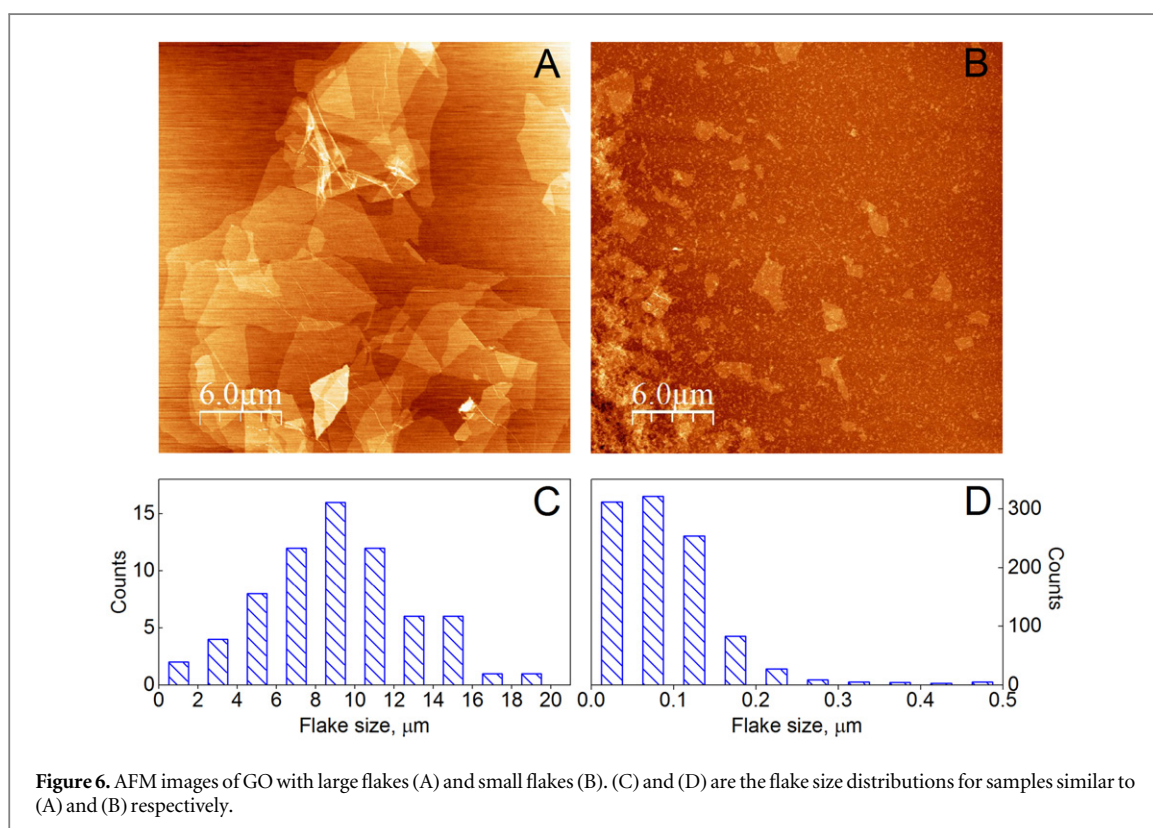 A
B
6.0μm
6.0μm
C
D
15
10
5
0
Counts
0 2 4 6 8 10 12 14 16 18 20
Flake size, μm
300
200
100
0
Counts
0.0 0.1 0.2 0.3 0.4 0.5
Flake size, μm
Figure 6. AFM images of GO with large flakes (A) and small flakes (B). (C) and (D) are the flake size distributions for samples similar to
(A) and (B) respectively.